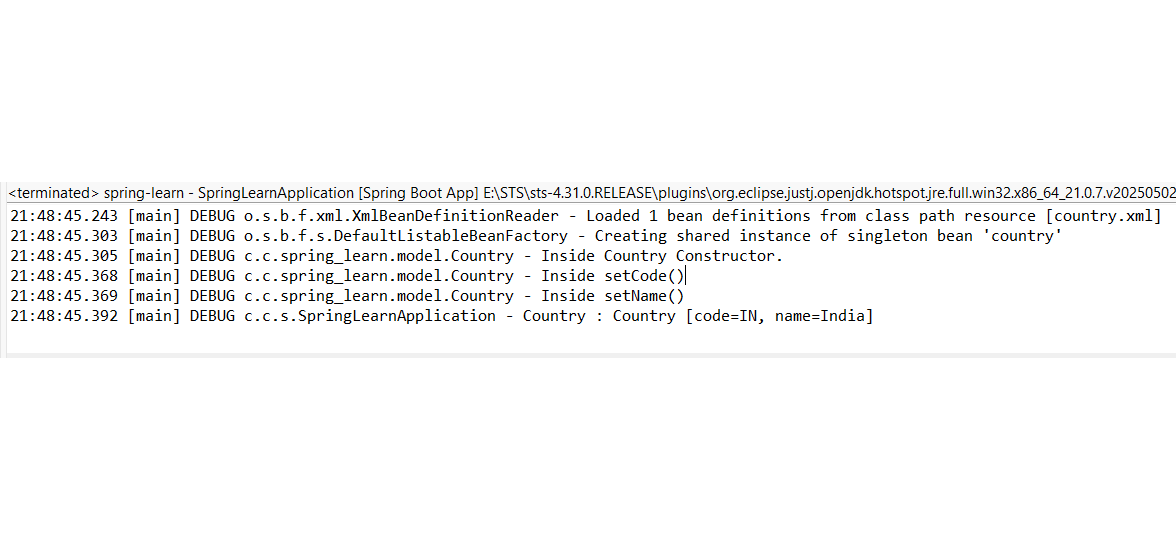 <terminated> spring-learn - SpringLearnApplication [Spring Boot App] E:\STS\sts-4.31.0.RELEASE\plugins\org.eclipse.justj.openjdk.hotspot.jre.full.win32.x86_64_21.0.7.v20250502
21:48:45.243 [main] DEBUG o.s.b.f.xml.XmlBeanDefinitionReader - Loaded 1 bean definitions from class path resource [country.xml]
21:48:45.303 [main] DEBUG o.s.b.f.s.DefaultListableBeanFactory - Creating shared instance of singleton bean 'country'
21:48:45.305 [main] DEBUG c.c.spring_learn.model.Country - Inside Country Constructor.
21:48:45.368 [main] DEBUG c.c.spring_learn.model.Country - Inside setCode()
21:48:45.369 [main] DEBUG c.c.spring_learn.model.Country - Inside setName()
21:48:45.392 [main] DEBUG c.c.s.SpringLearnApplication - Country : Country [code=IN, name=India]